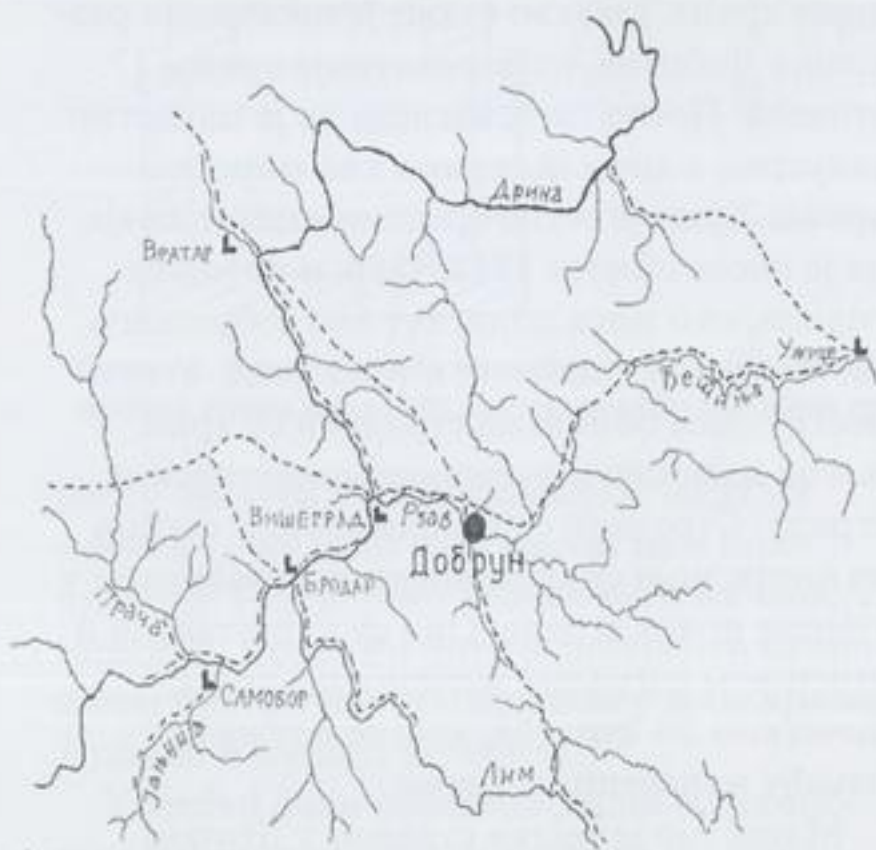 Дрина
Вратар
Ужице
Ђетиња
Вишеград
Рзав
Добрун
Бродар
Прача
Самобор
Јањина
Лим